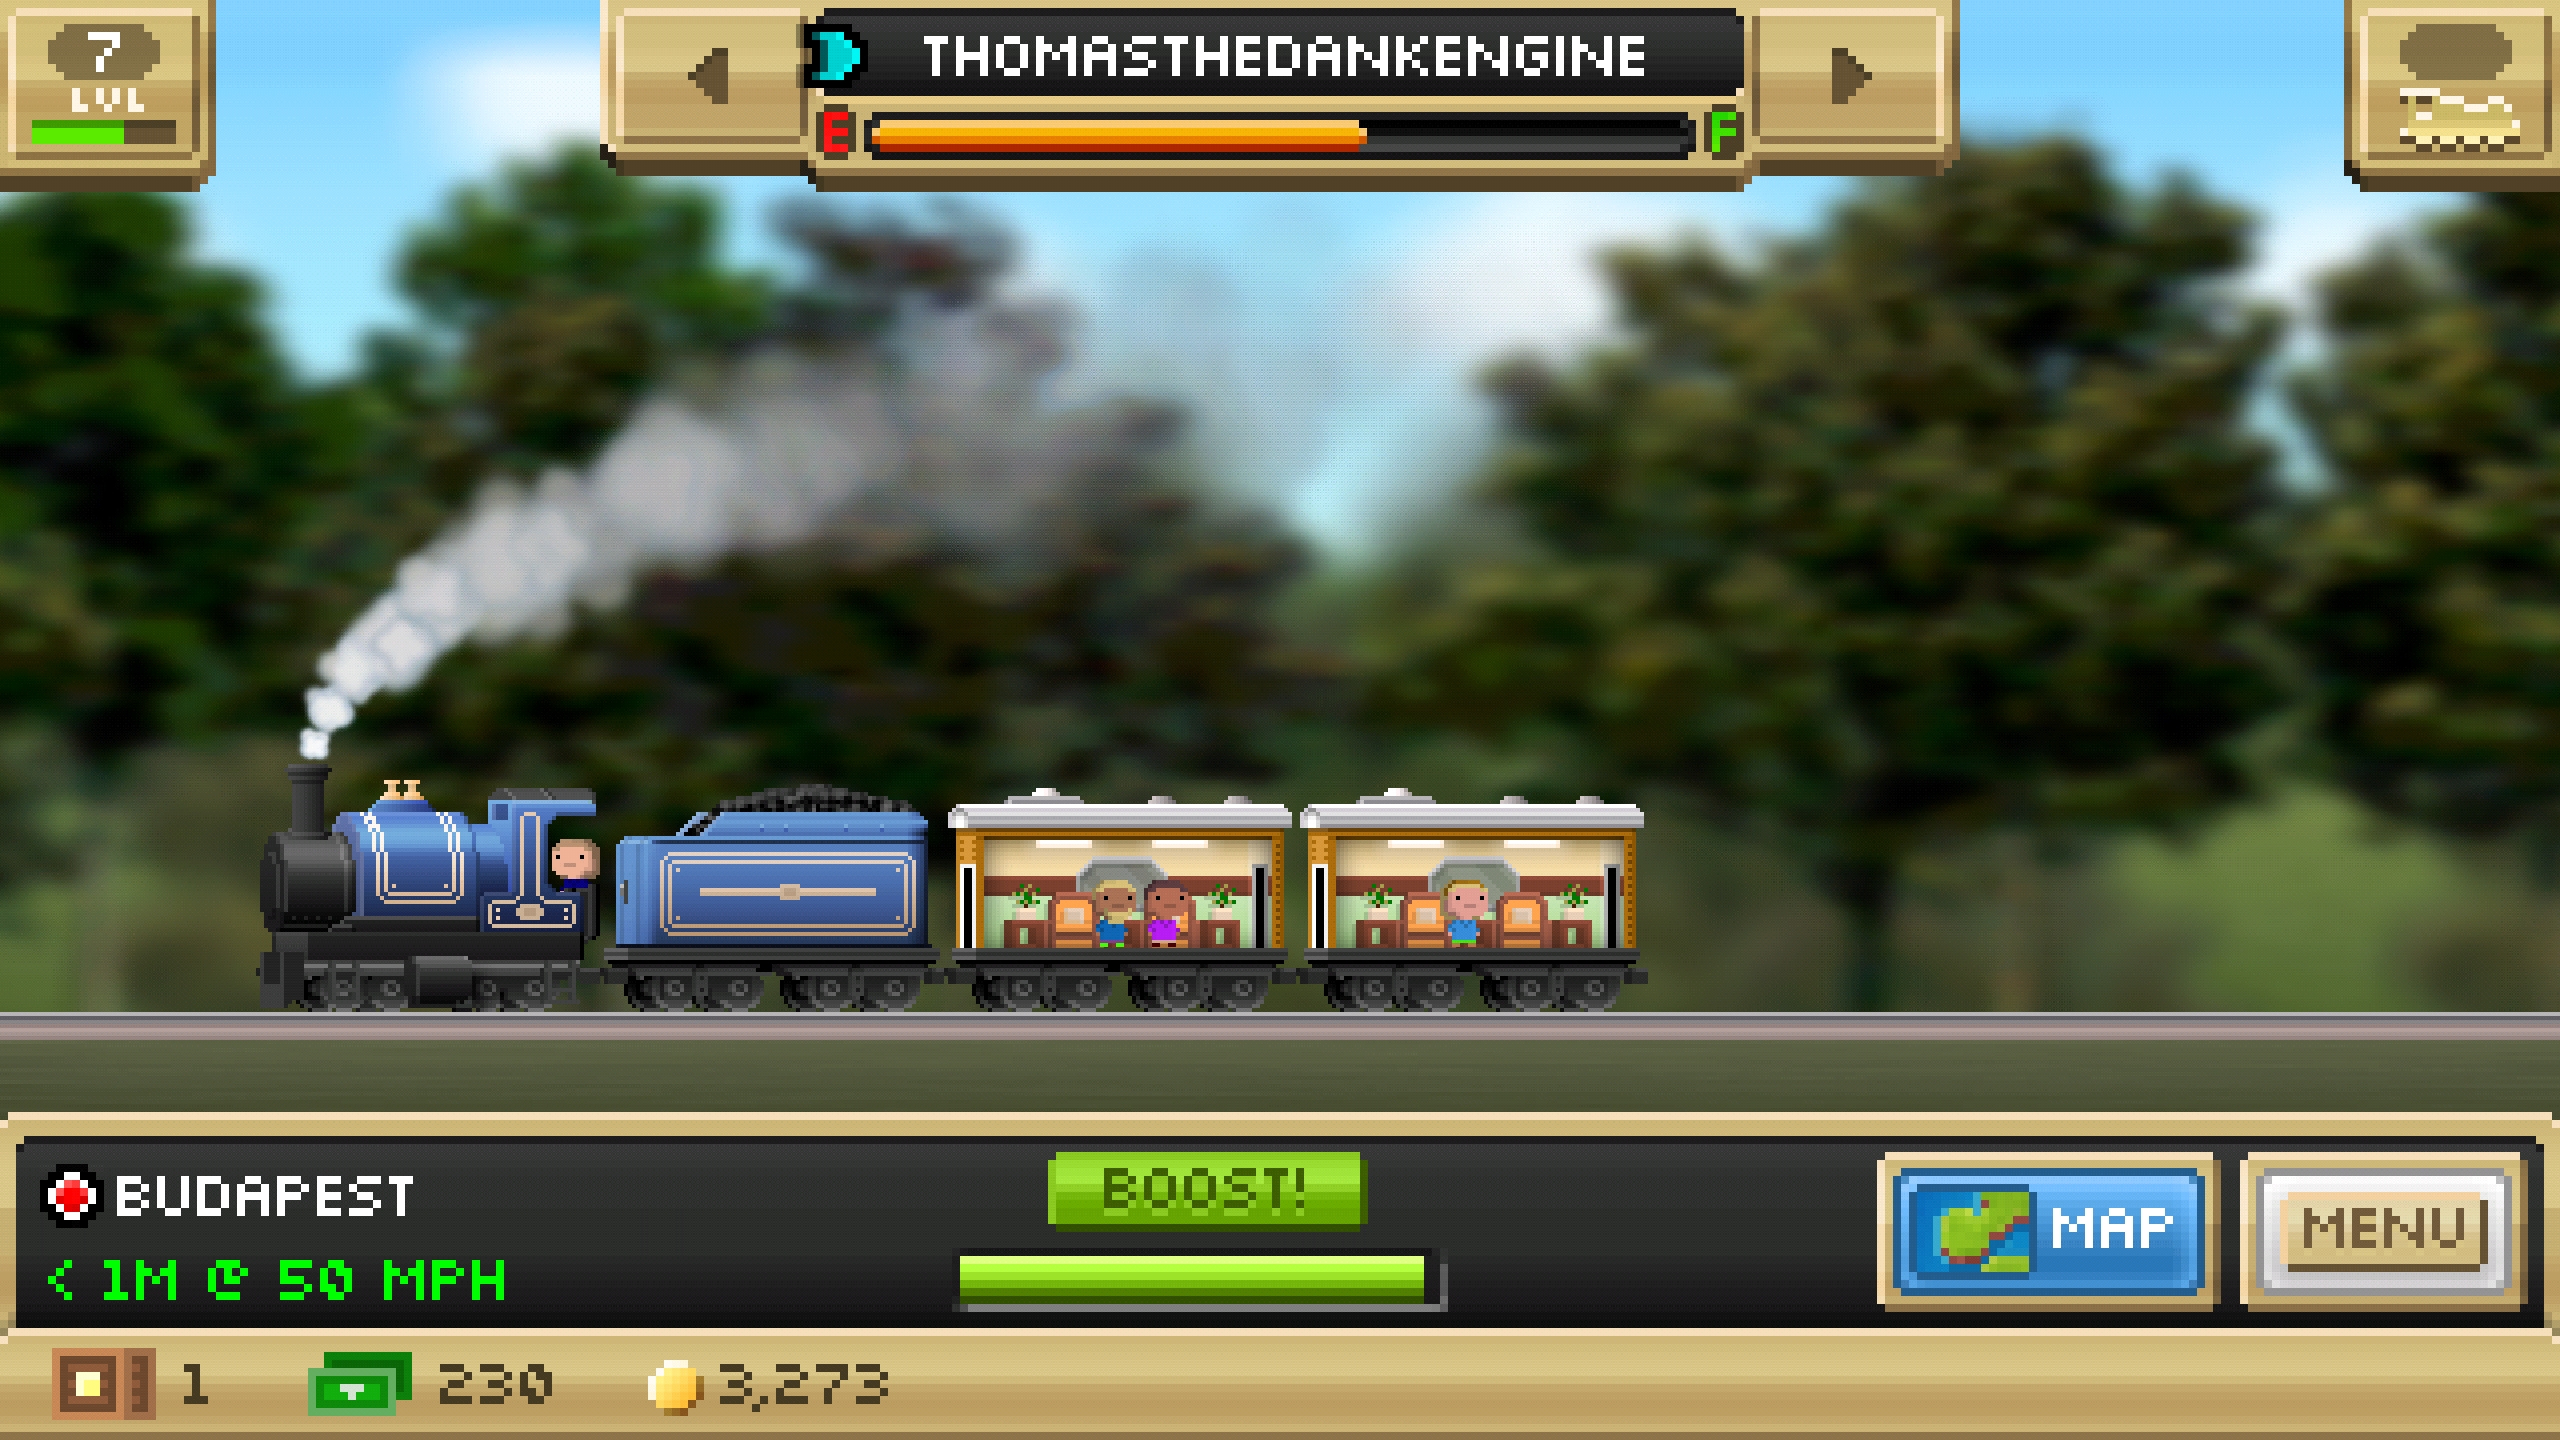 7
LVL
THOMASTHEDANKENGINE
E F
BUDAPEST
< 1M @ 50 MPH
BOOST!
MAP
MENU
1 230 3,273